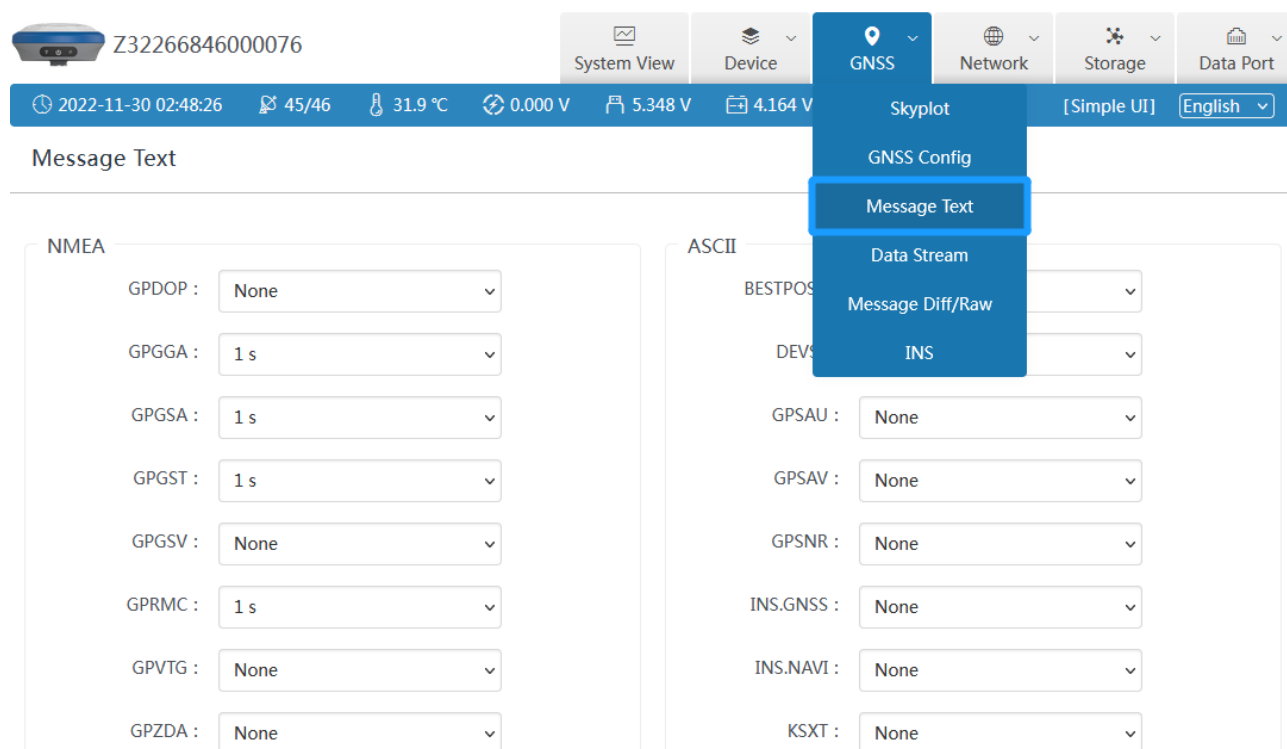 Z32266846000076
System View
Device
GNSS
Network
Storage
Data Port
2022-11-30 02:48:26 45/46 31.9 ℃ 0.000 V 5.348 V 4.164 V [Simple UI] English
Skyplot
GNSS Config
Message Text
Data Stream
Message Diff/Raw
INS
Message Text
NMEA
GPDOP : None
GPGGA : 1 s
GPGSA : 1 s
GPGST : 1 s
GPGSV : None
GPRMC : 1 s
GPVTG : None
GPZDA : None
ASCII
BESTPOS
GPSAU : None
GPSAV : None
GPSNR : None
INS.GNSS : None
INS.NAVI : None
KSXT : None